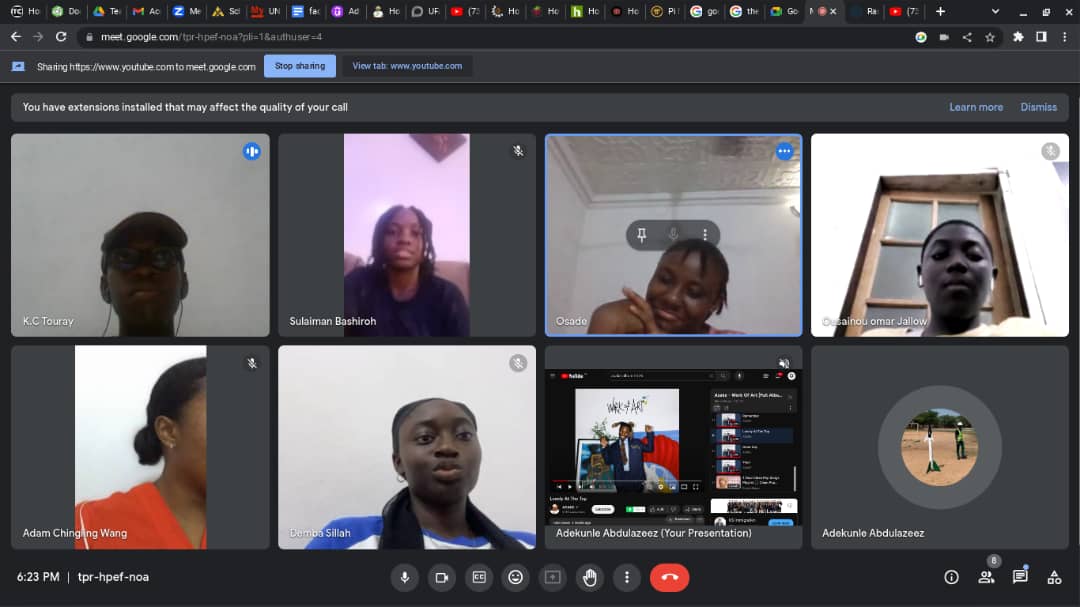 Ho
Do
Te
Ac
Me
Sc
UN
fac
Ad
Ho
UF
(73
Ho
Ho
Ho
Ho
Pi
go
the
Go
M
Ra
(73
meet.google.com/tpr-hpef-noa?pli=1&authuser=4
Sharing https://www.youtube.com to meet.google.com
Stop sharing
View tab: www.youtube.com
You have extensions installed that may affect the quality of your call
Learn more
Dismiss
K.C Touray
Sulaiman Bashiroh
Osade
Ousainou omar Jallow
Adam Chingling Wang
Demba Sillah
YouTube
WORK OF ART
Lonely At The Top
Adekunle Abdulazeez (Your Presentation)
Adekunle Abdulazeez
6:23 PM | tpr-hpef-noa
CC
8